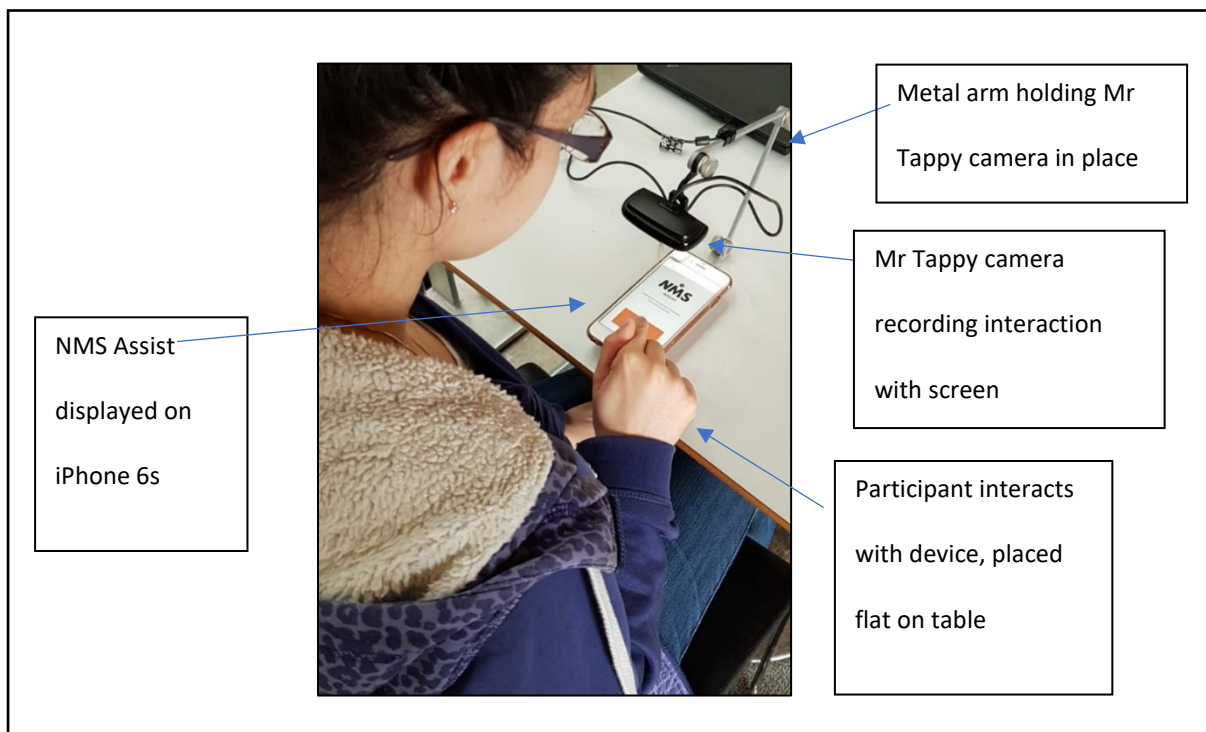 Metal arm holding Mr
Tappy camera in place
Mr Tappy camera
recording interaction
with screen
NMS Assist
displayed on
iPhone 6s
Participant interacts
with device, placed
flat on table
NMS
ASSIST